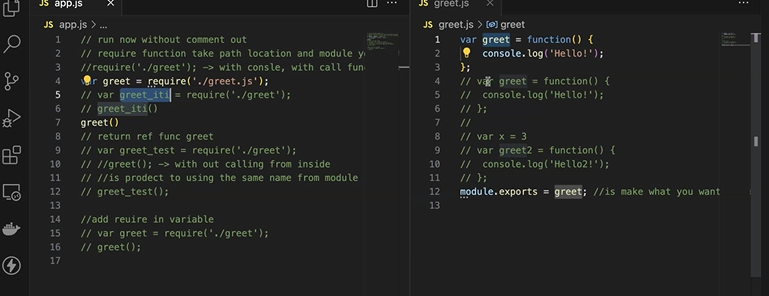 JS app.js
JS app.js > ...
1 // run now without comment out
2 // require function take path location and module
3 //require('./greet'); -> with consle, with call func
4 var greet = require('./greet.js');
5 // var greet_iti = require('./greet');
6 // greet_iti()
7 greet()
8 // return ref func greet
9 // var greet_test = require('./greet');
10 // //greet(); -> with out calling from inside
11 // //is prodect to using the same name from module
12 // greet_test();
13
14 //add reuire in variable
15 // var greet = require('./greet');
16 // greet();
17
JS greet.js
JS greet.js > greet
1 var greet = function() {
2 console.log('Hello!');
3 };
4 // var greet = function() {
5 // console.log('Hello!');
6 // };
7 //
8 // var x = 3
9 // var greet2 = function() {
10 // console.log('Hello2!');
11 // };
12 module.exports = greet; //is make what you want
13